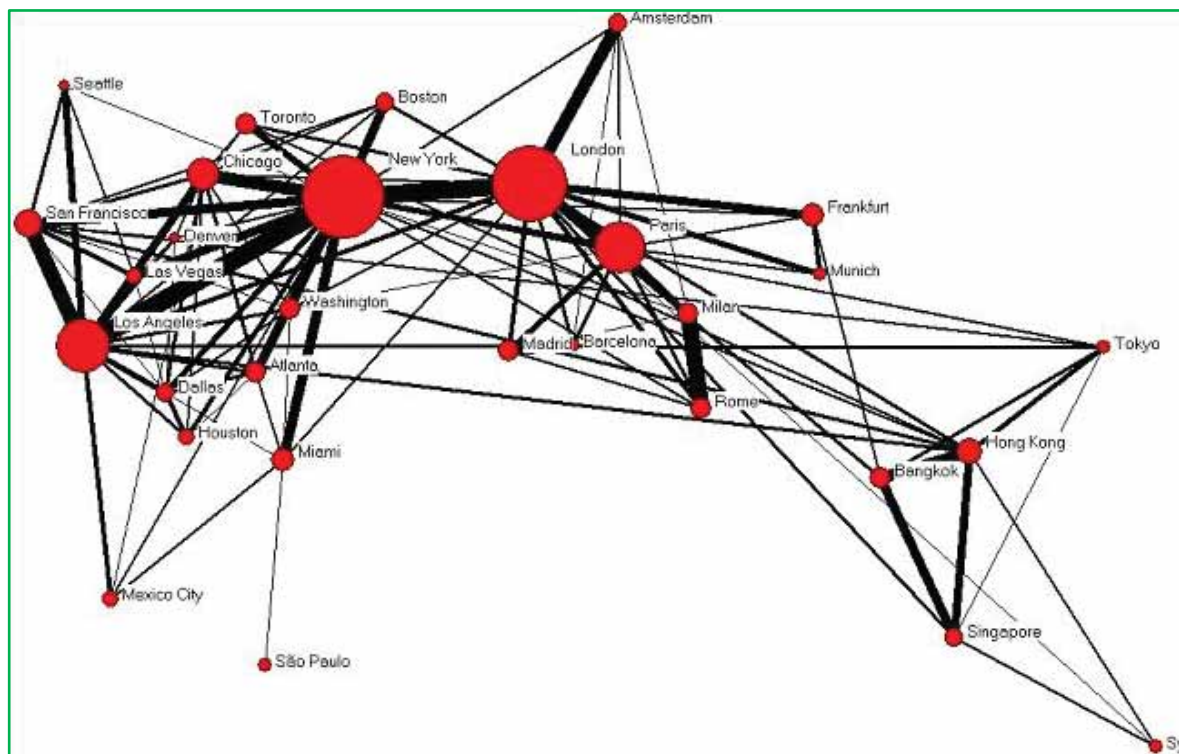 Amsterdam
Seattle
Boston
Toronto
London
New York
Chicago
San Francisco
Frankfurt
Paris
Denver
Las Vegas
Munich
Washington
Milan
Los Angeles
Madrid
Barcelona
Tokyo
Atlanta
Dallas
Rome
Houston
Hong Kong
Miami
Bangkok
Mexico City
Singapore
São Paulo
Sy